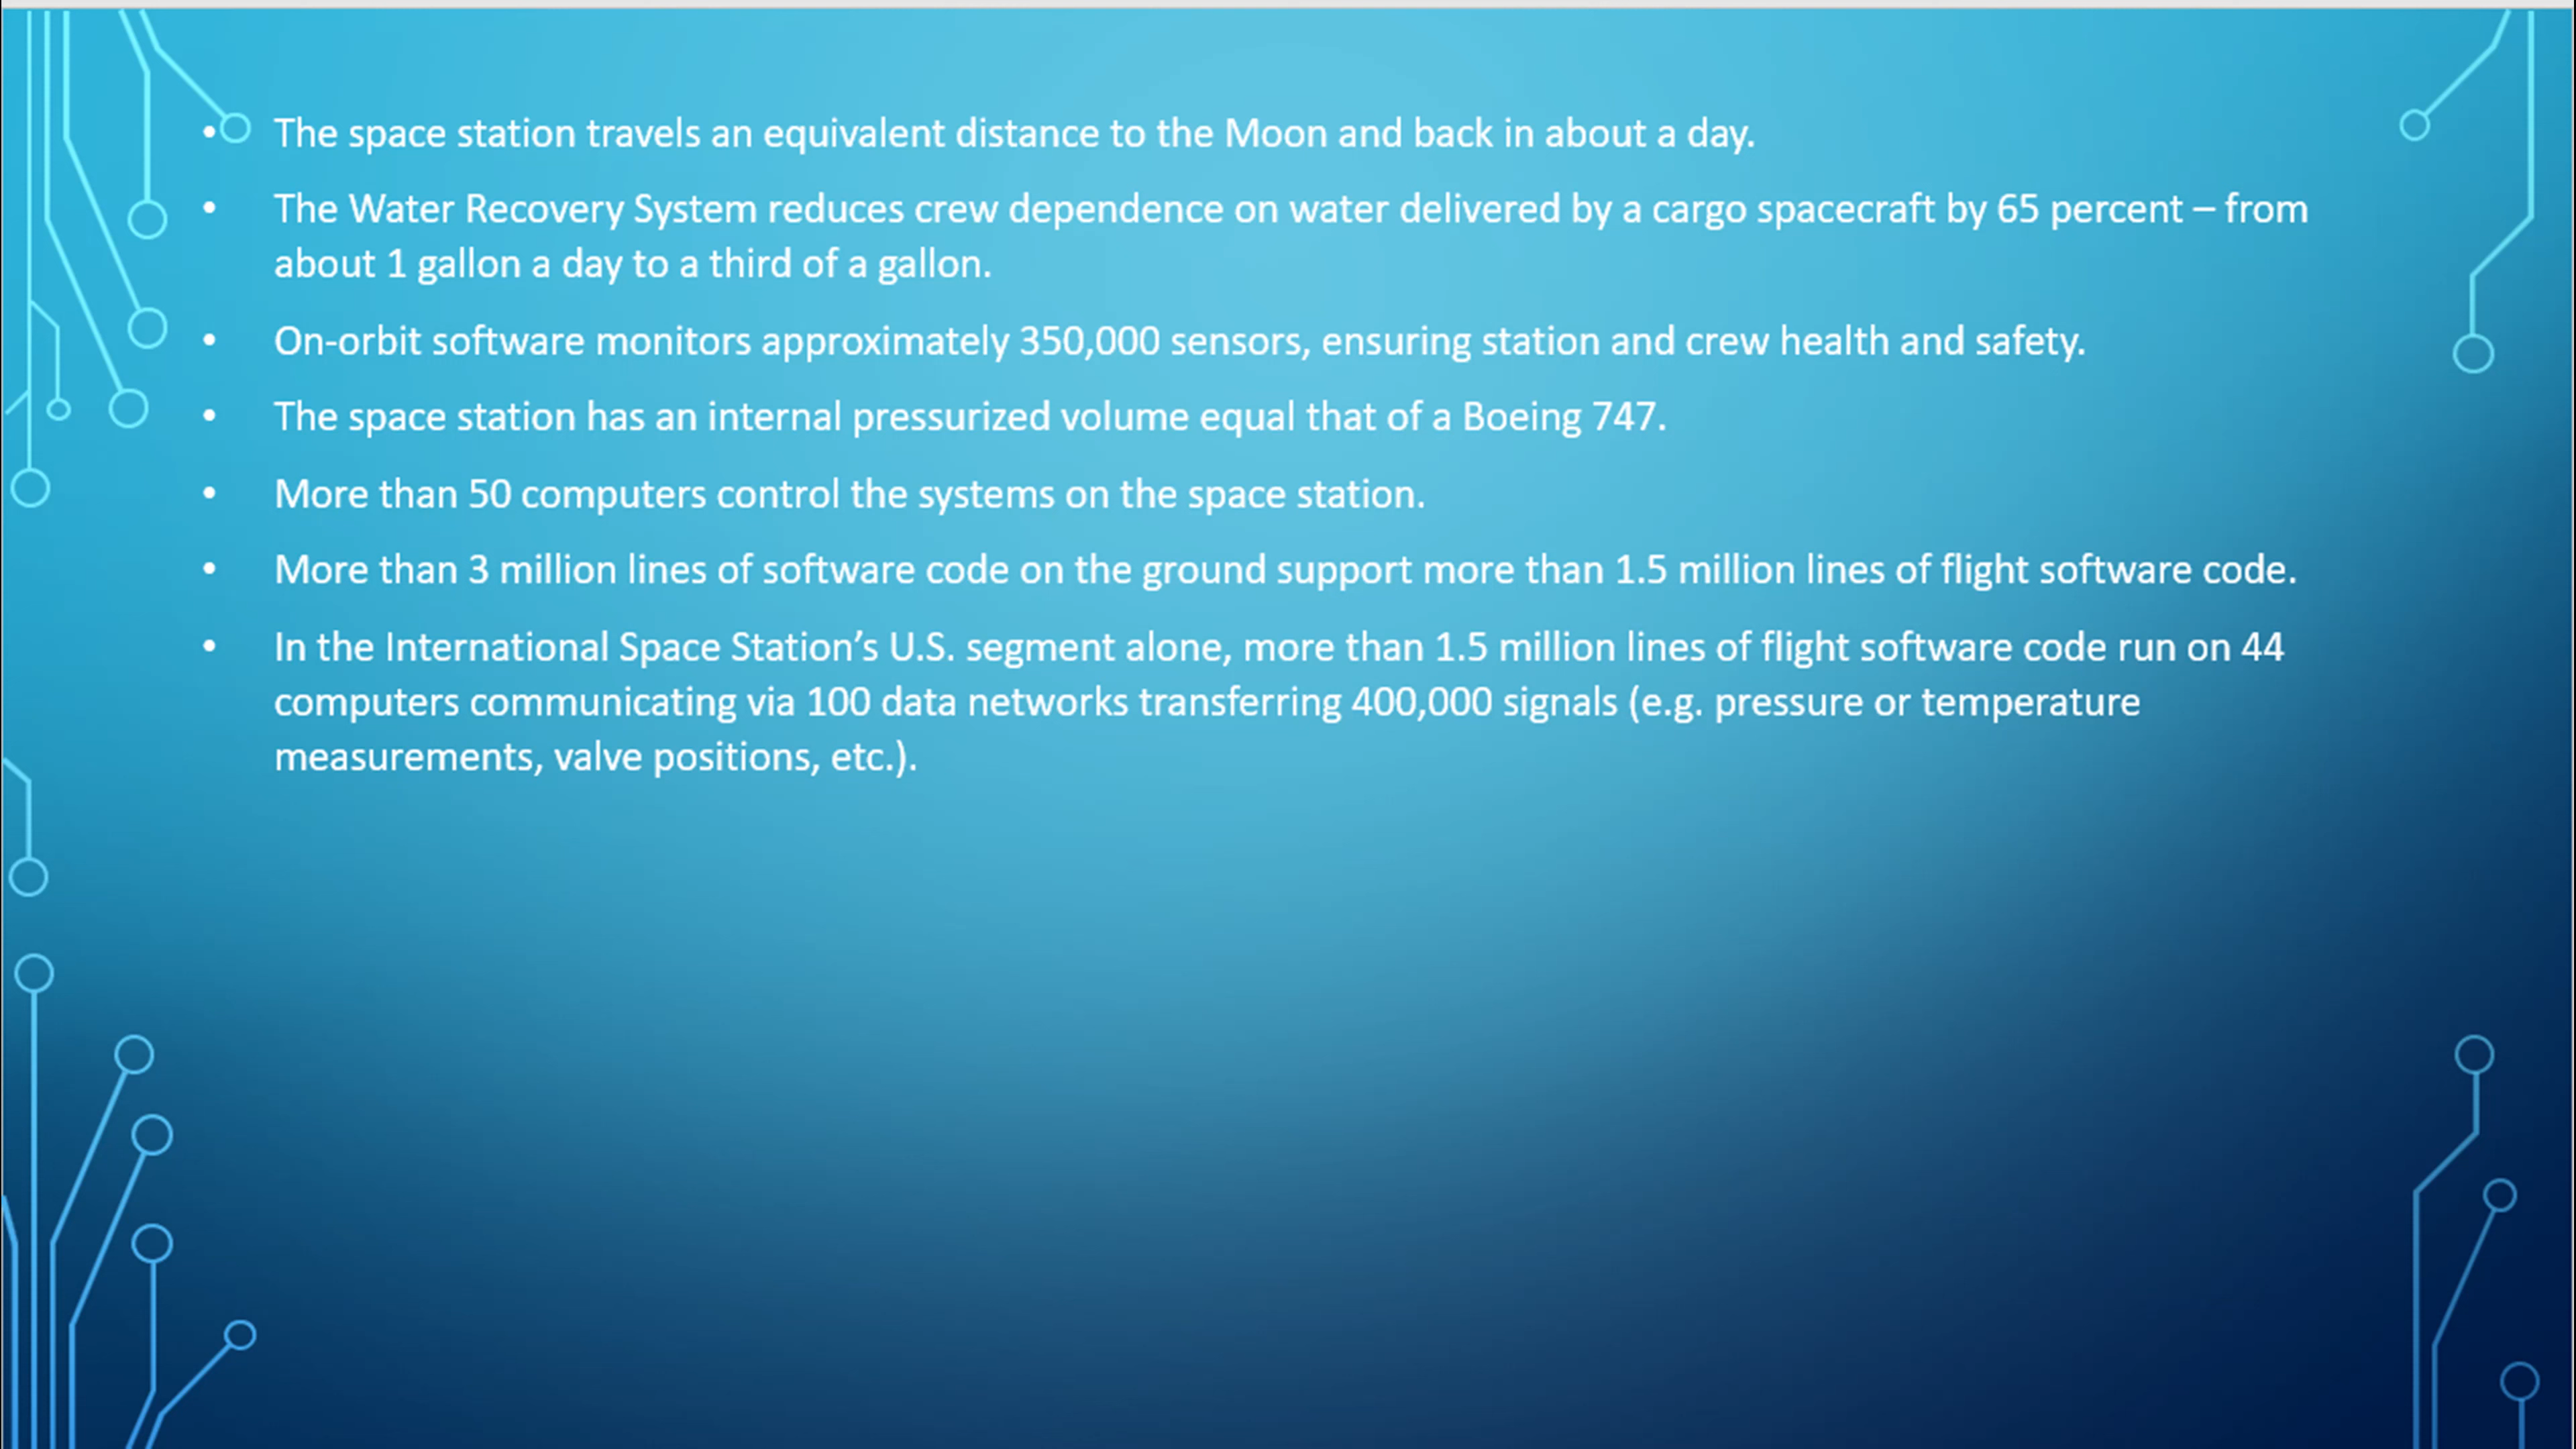 • The space station travels an equivalent distance to the Moon and back in about a day.
• The Water Recovery System reduces crew dependence on water delivered by a cargo spacecraft by 65 percent – from
about 1 gallon a day to a third of a gallon.
• On-orbit software monitors approximately 350,000 sensors, ensuring station and crew health and safety.
• The space station has an internal pressurized volume equal that of a Boeing 747.
• More than 50 computers control the systems on the space station.
• More than 3 million lines of software code on the ground support more than 1.5 million lines of flight software code.
• In the International Space Station’s U.S. segment alone, more than 1.5 million lines of flight software code run on 44
computers communicating via 100 data networks transferring 400,000 signals (e.g. pressure or temperature
measurements, valve positions, etc.).